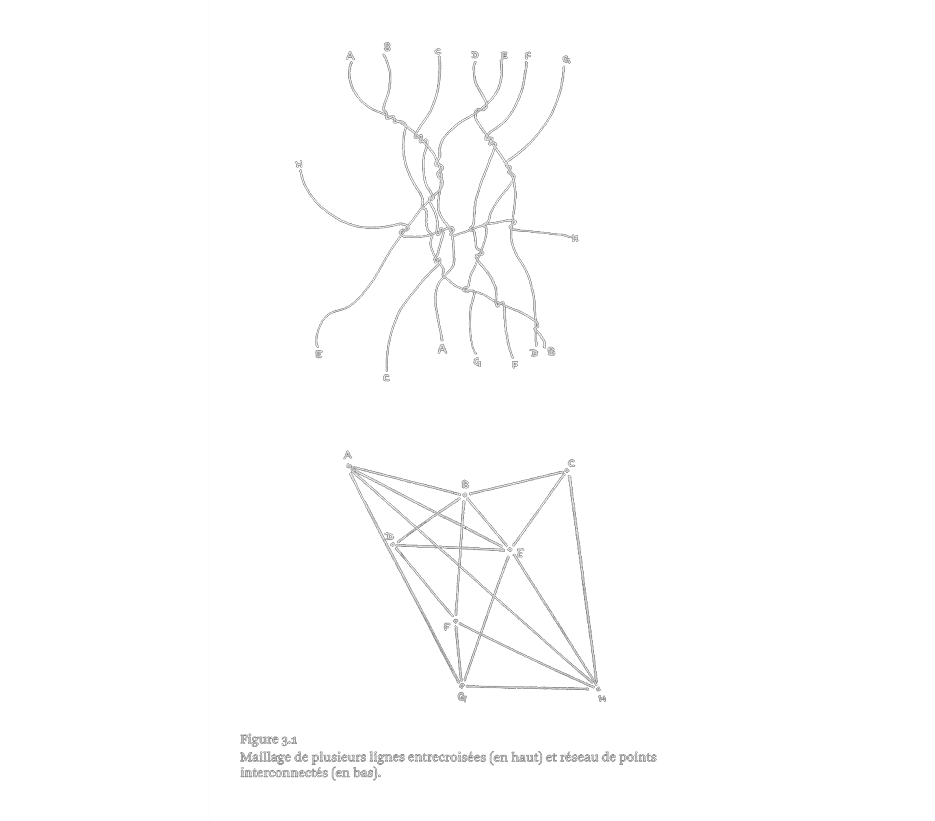 A B C D E F G
H
H
E C A G F D B
A
B
C
D
E
F
G
H
Figure 3.1
Maillage de plusieurs lignes entrecroisées (en haut) et réseau de points
interconnectés (en bas).